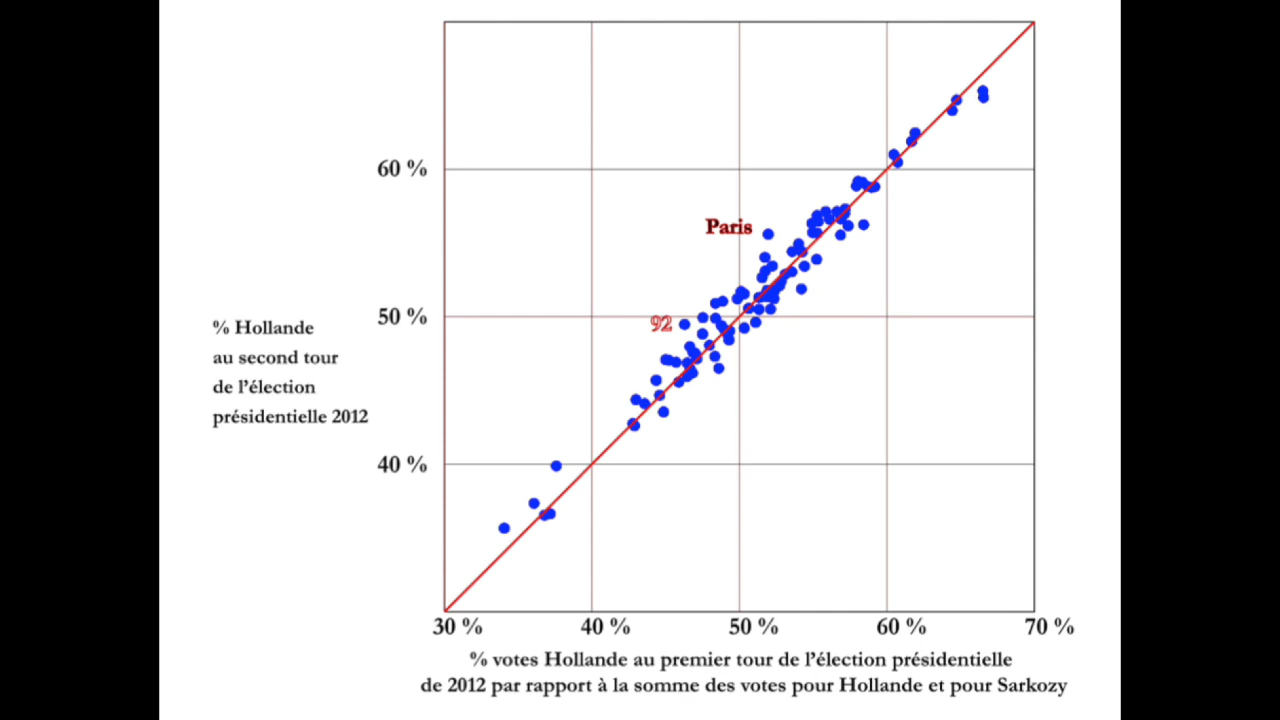 Paris
60 %
50 %
92
% Hollande
au second tour
de l'élection
présidentielle 2012
40 %
30 % 40 % 50 % 60 % 70 %
% votes Hollande au premier tour de l'élection présidentielle
de 2012 par rapport à la somme des votes pour Hollande et pour Sarkozy